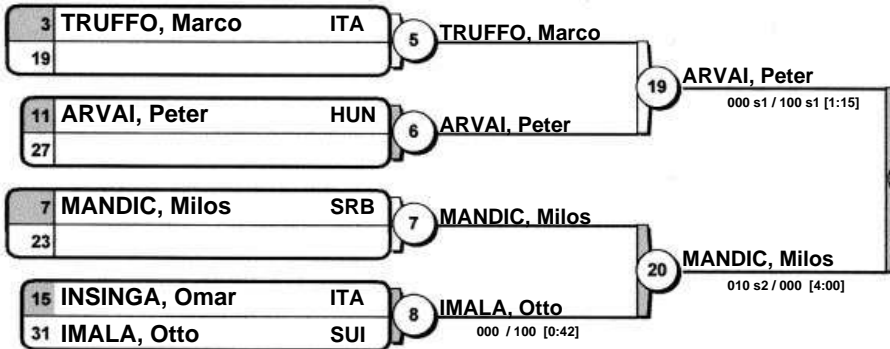 3 TRUFFO, Marco ITA
19
5 TRUFFO, Marco
11 ARVAI, Peter HUN
27
6 ARVAI, Peter
19 ARVAI, Peter
000 s1 / 100 s1 [1:15]
7 MANDIC, Milos SRB
23
7 MANDIC, Milos
15 INSINGA, Omar ITA
31 IMALA, Otto SUI
8 IMALA, Otto
000 / 100 [0:42]
20 MANDIC, Milos
010 s2 / 000 [4:00]